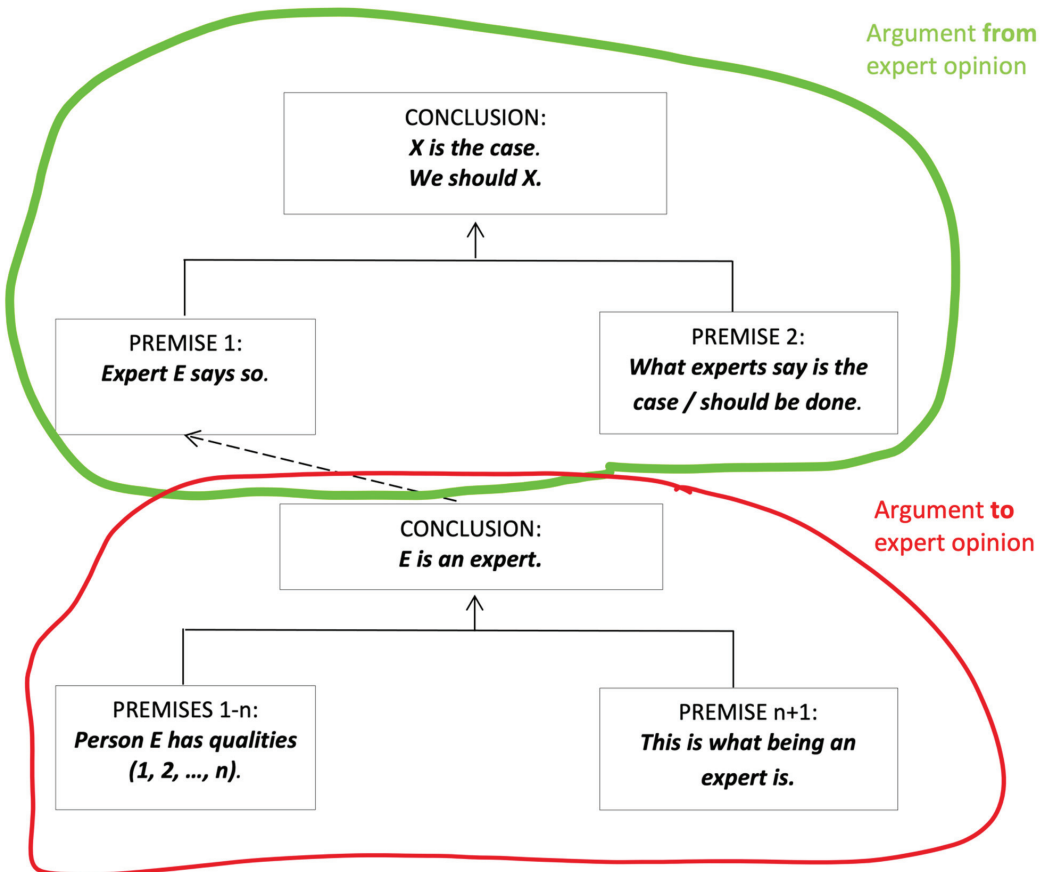 Argument from
expert opinion
CONCLUSION:
X is the case.
We should X.
PREMISE 1:
Expert E says so.
PREMISE 2:
What experts say is the
case / should be done.
Argument to
expert opinion
CONCLUSION:
E is an expert.
PREMISES 1-n:
Person E has qualities
(1, 2, ..., n).
PREMISE n+1:
This is what being an
expert is.